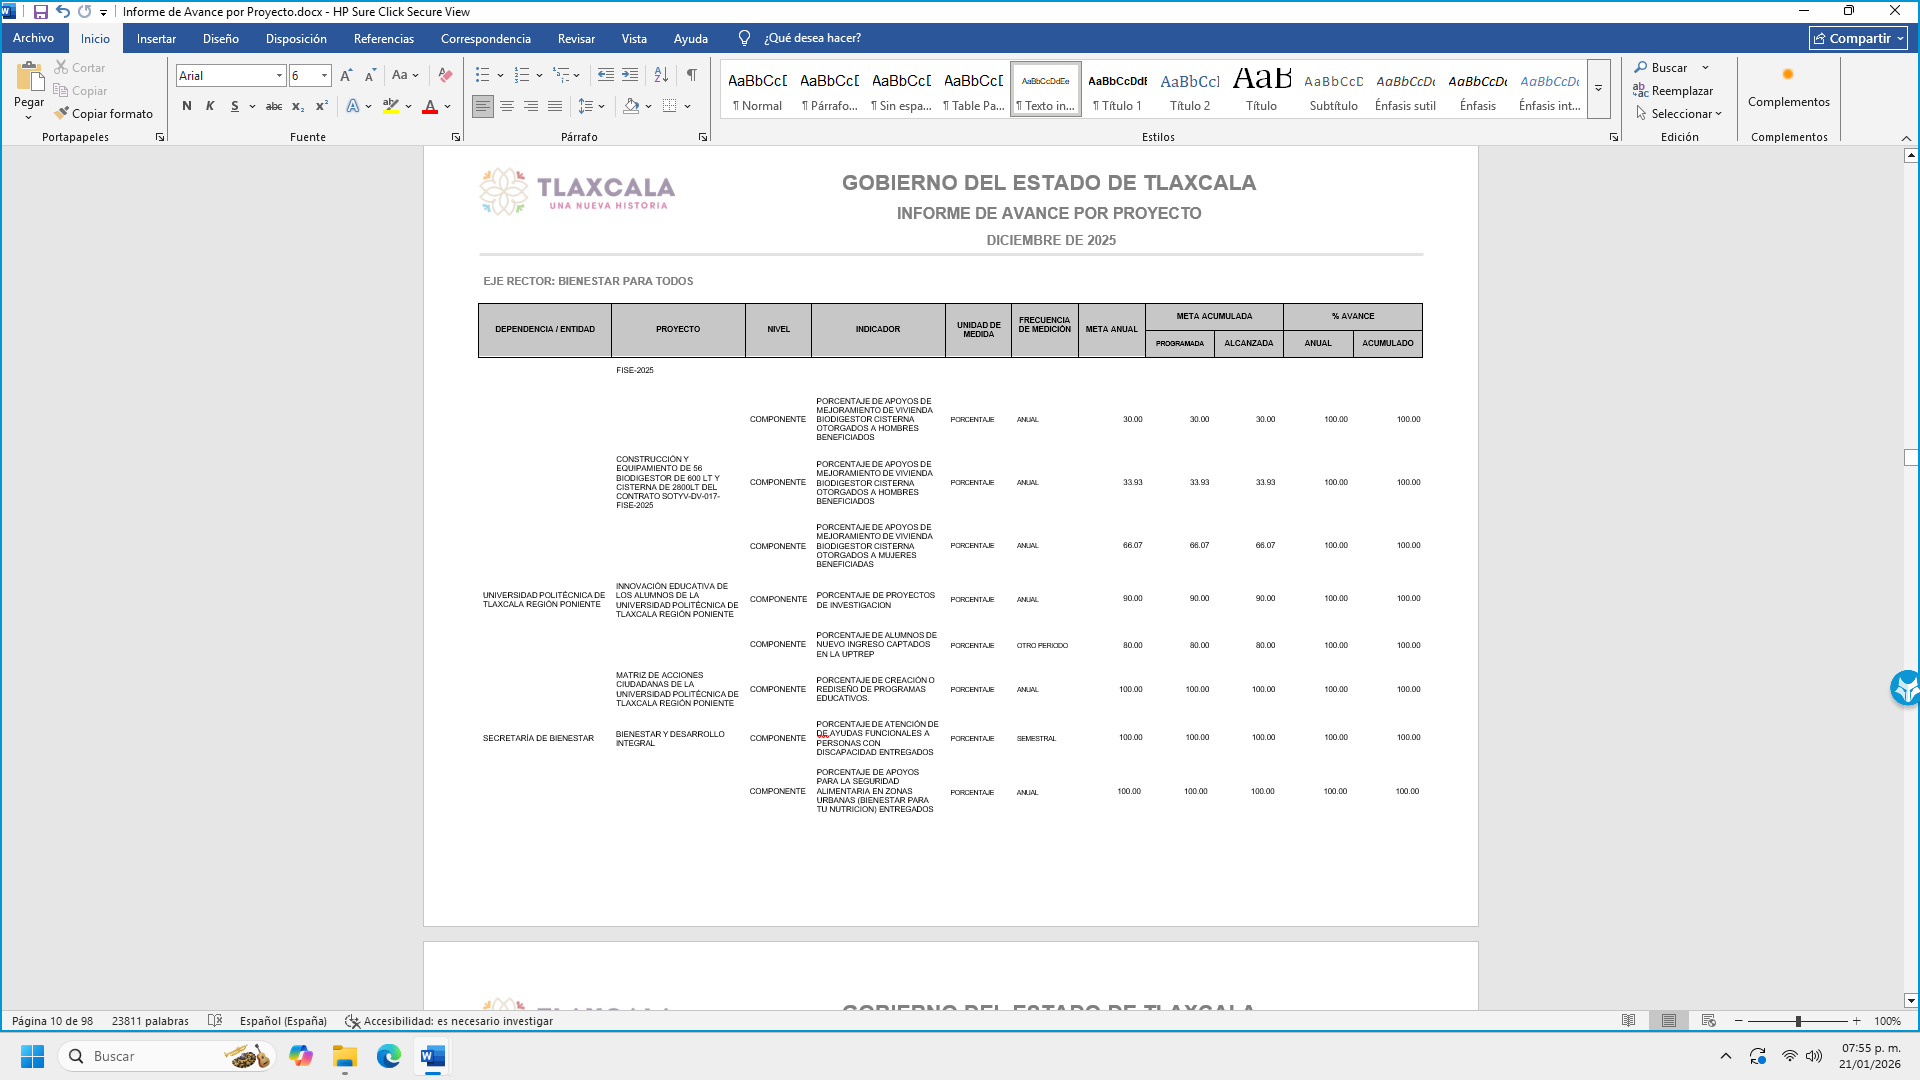 Informe de Avance por Proyecto.docx - HP Sure Click Secure View
Archivo
Inicio
Insertar
Diseño
Disposición
Referencias
Correspondencia
Revisar
Vista
Ayuda
¿Qué desea hacer?
Compartir
Pegar
Cortar
Copiar
Copiar formato
Portapapeles
Arial
6
Fuente
Párrafo
AaBbCcD ¶ Normal
AaBbCcD ¶ Párrafo...
AaBbCcD ¶ Sin espa...
AaBbCcD ¶ Table Pa...
AaBbCcDdEe ¶ Texto in...
AaBbCcDdE ¶ Título 1
AaBbCcI Título 2
AaB Título
AaBbCcD Subtítulo
AaBbCcDc Énfasis sutil
AaBbCcDc Énfasis
AaBbCcDc Énfasis int...
Estilos
Buscar
Reemplazar
Seleccionar
Edición
Complementos
Complementos
TLAXCALA
UNA NUEVA HISTORIA
GOBIERNO DEL ESTADO DE TLAXCALA
INFORME DE AVANCE POR PROYECTO
DICIEMBRE DE 2025
EJE RECTOR: BIENESTAR PARA TODOS
DEPENDENCIA / ENTIDAD
PROYECTO
NIVEL
INDICADOR
UNIDAD DE
MEDIDA
FRECUENCIA
DE MEDICIÓN
META ANUAL
META ACUMULADA
PROGRAMADA
ALCANZADA
% AVANCE
ANUAL
ACUMULADO
FISE-2025
COMPONENTE
PORCENTAJE DE APOYOS DE
MEJORAMIENTO DE VIVIENDA
BIODIGESTOR CISTERNA
OTORGADOS A HOMBRES
BENEFICIADOS
PORCENTAJE ANUAL 30.00 30.00 30.00 100.00 100.00
CONSTRUCCIÓN Y
EQUIPAMIENTO DE 56
BIODIGESTOR DE 600 LT Y
CISTERNA DE 2800LT DEL
CONTRATO SOTYV-DV-017-
FISE-2025
COMPONENTE
PORCENTAJE DE APOYOS DE
MEJORAMIENTO DE VIVIENDA
BIODIGESTOR CISTERNA
OTORGADOS A HOMBRES
BENEFICIADOS
PORCENTAJE ANUAL 33.93 33.93 33.93 100.00 100.00
COMPONENTE
PORCENTAJE DE APOYOS DE
MEJORAMIENTO DE VIVIENDA
BIODIGESTOR CISTERNA
OTORGADOS A MUJERES
BENEFICIADAS
PORCENTAJE ANUAL 66.07 66.07 66.07 100.00 100.00
UNIVERSIDAD POLITÉCNICA DE
TLAXCALA REGIÓN PONIENTE
INNOVACIÓN EDUCATIVA DE
LOS ALUMNOS DE LA
UNIVERSIDAD POLITÉCNICA DE
TLAXCALA REGIÓN PONIENTE
COMPONENTE
PORCENTAJE DE PROYECTOS
DE INVESTIGACION
PORCENTAJE ANUAL 90.00 90.00 90.00 100.00 100.00
COMPONENTE
PORCENTAJE DE ALUMNOS DE
NUEVO INGRESO CAPTADOS
EN LA UPTREP
PORCENTAJE OTRO PERIODO 80.00 80.00 80.00 100.00 100.00
MATRIZ DE ACCIONES
CIUDADANAS DE LA
UNIVERSIDAD POLITÉCNICA DE
TLAXCALA REGIÓN PONIENTE
COMPONENTE
PORCENTAJE DE CREACIÓN O
REDISEÑO DE PROGRAMAS
EDUCATIVOS.
PORCENTAJE ANUAL 100.00 100.00 100.00 100.00 100.00
SECRETARÍA DE BIENESTAR
BIENESTAR Y DESARROLLO
INTEGRAL
COMPONENTE
PORCENTAJE DE ATENCIÓN DE
DE AYUDAS FUNCIONALES A
PERSONAS CON
DISCAPACIDAD ENTREGADOS
PORCENTAJE SEMESTRAL 100.00 100.00 100.00 100.00 100.00
COMPONENTE
PORCENTAJE DE APOYOS
PARA LA SEGURIDAD
ALIMENTARIA EN ZONAS
URBANAS (BIENESTAR PARA
TU NUTRICION) ENTREGADOS
PORCENTAJE ANUAL 100.00 100.00 100.00 100.00 100.00
TLAXCALA
GOBIERNO DEL ESTADO DE TLAXCALA
Página 10 de 98
23811 palabras
Español (España)
Accesibilidad: es necesario investigar
100%
Buscar
07:55 p. m.
21/01/2026